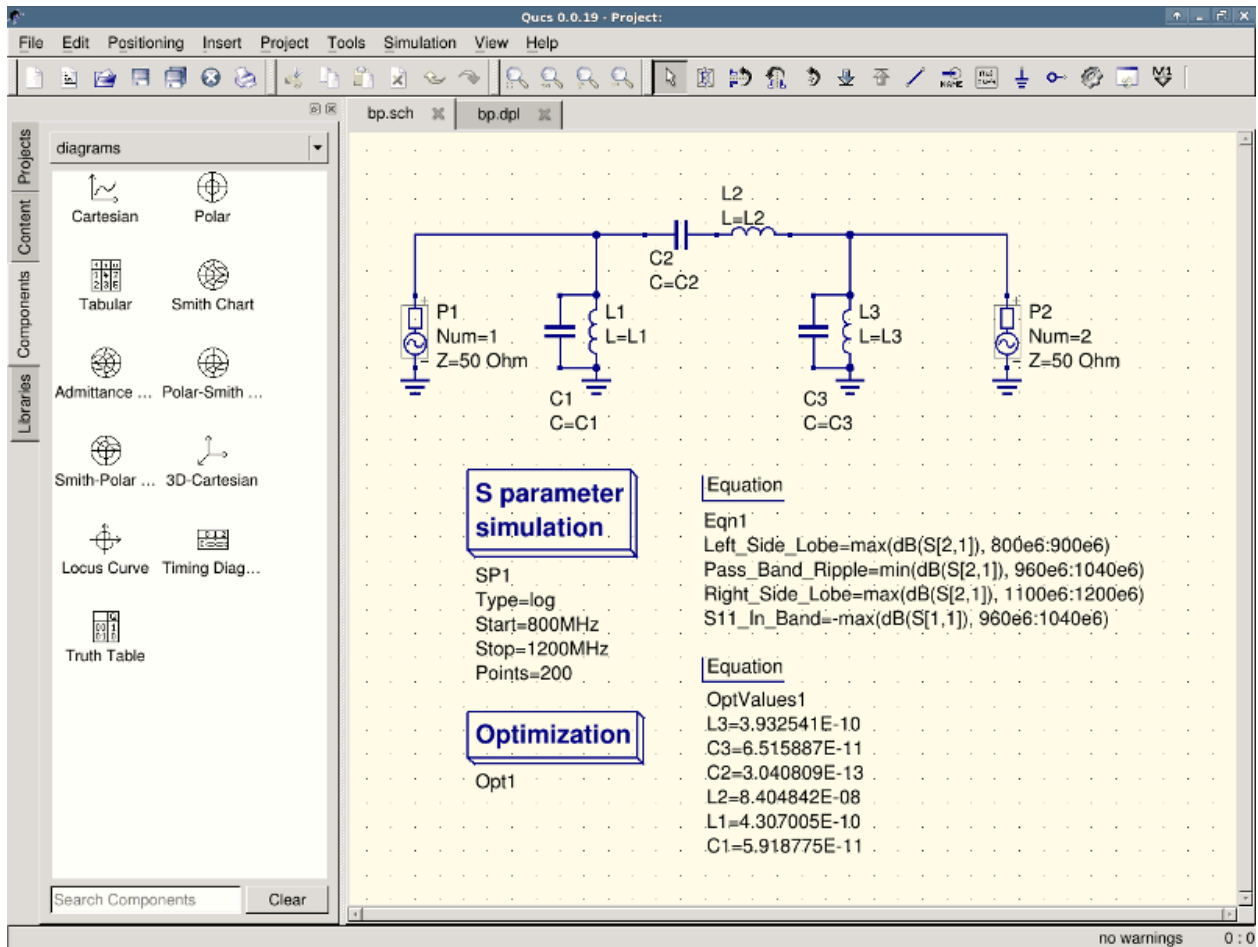 Qucs 0.0.19 - Project:
File Edit Positioning Insert Project Tools Simulation View Help
bp.sch
bp.dpl
Projects
Content
Components
Libraries
diagrams
Cartesian
Polar
Tabular
Smith Chart
Admittance ...
Polar-Smith ...
Smith-Polar ...
3D-Cartesian
Locus Curve
Timing Diag...
Truth Table
Search Components
Clear
L2
L=L2
C2
C=C2
P1
Num=1
Z=50 Ohm
L1
L=L1
C1
C=C1
L3
L=L3
C3
C=C3
P2
Num=2
Z=50 Ohm
S parameter
simulation
SP1
Type=log
Start=800MHz
Stop=1200MHz
Points=200
Optimization
Opt1
Equation
Eqn1
Left_Side_Lobe=max(dB(S[2,1]), 800e6:900e6)
Pass_Band_Ripple=min(dB(S[2,1]), 960e6:1040e6)
Right_Side_Lobe=max(dB(S[2,1]), 1100e6:1200e6)
S11_In_Band=-max(dB(S[1,1]), 960e6:1040e6)
Equation
OptValues1
L3=3.932541E-10
C3=6.515887E-11
C2=3.040809E-13
L2=8.404842E-08
L1=4.307005E-10
C1=5.918775E-11
no warnings
0 : 0